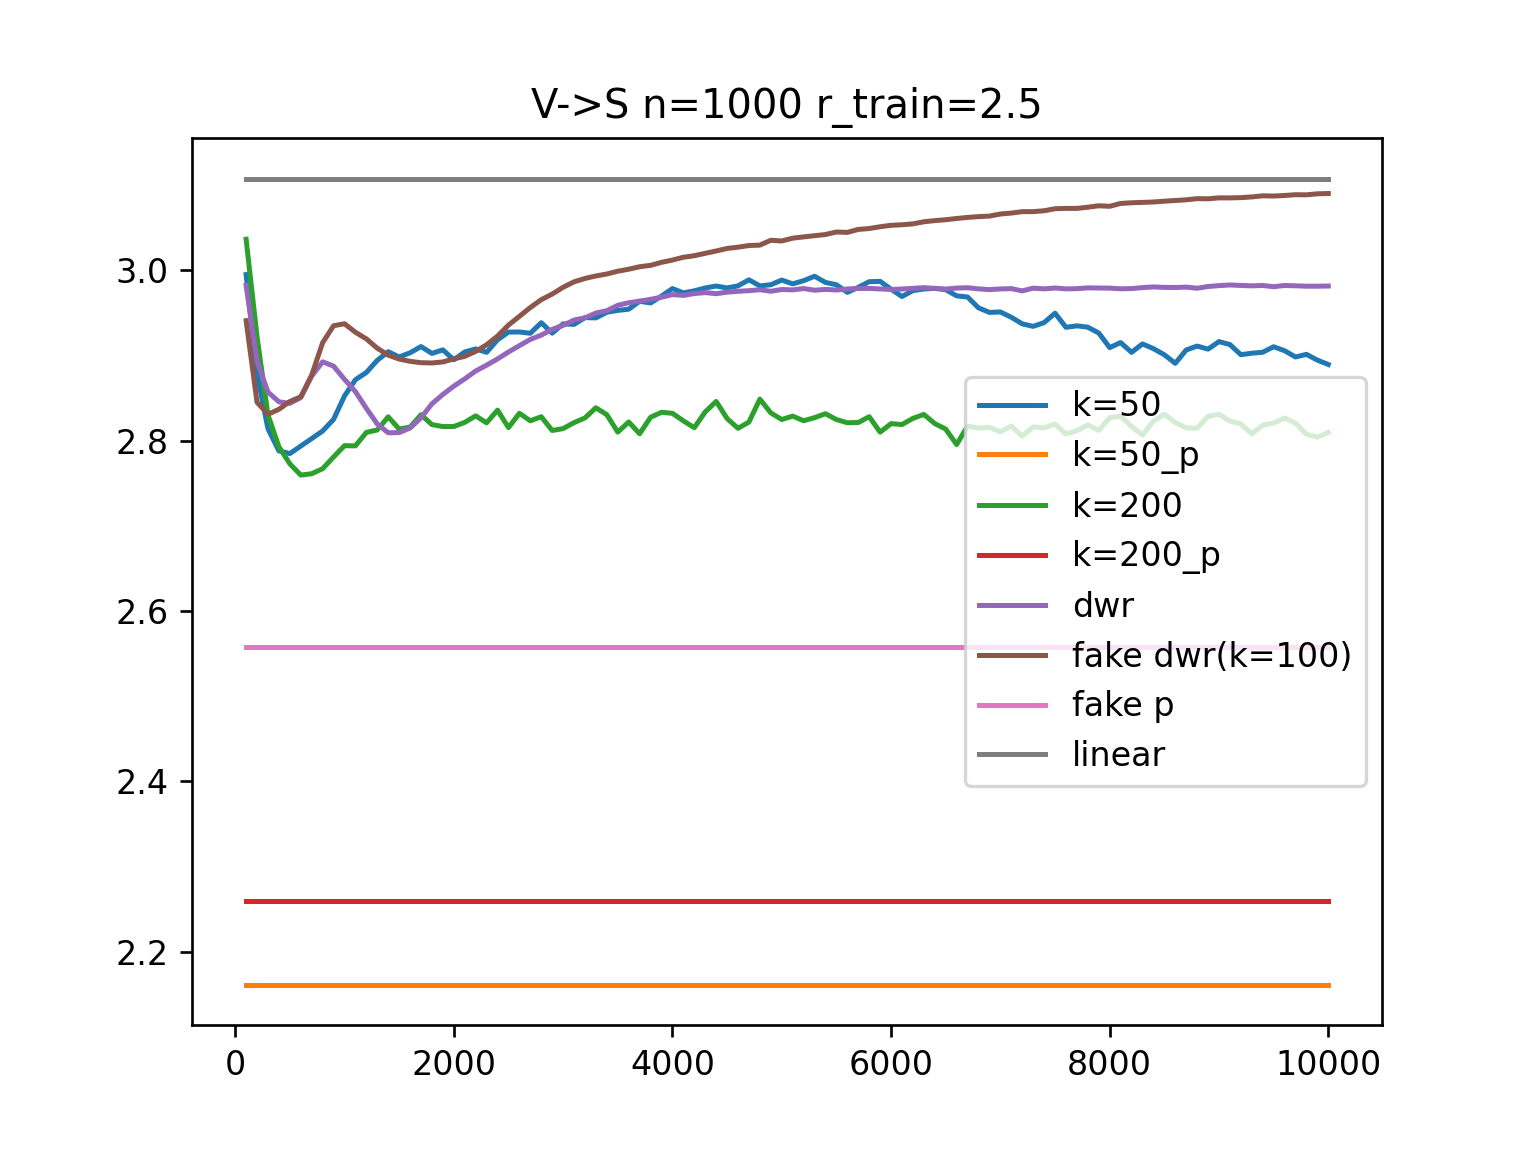 V->S n=1000 r_train=2.5
3.0
2.8
2.6
2.4
2.2
0 2000 4000 6000 8000 10000
k=50
k=50_p
k=200
k=200_p
dwr
fake dwr(k=100)
fake p
linear